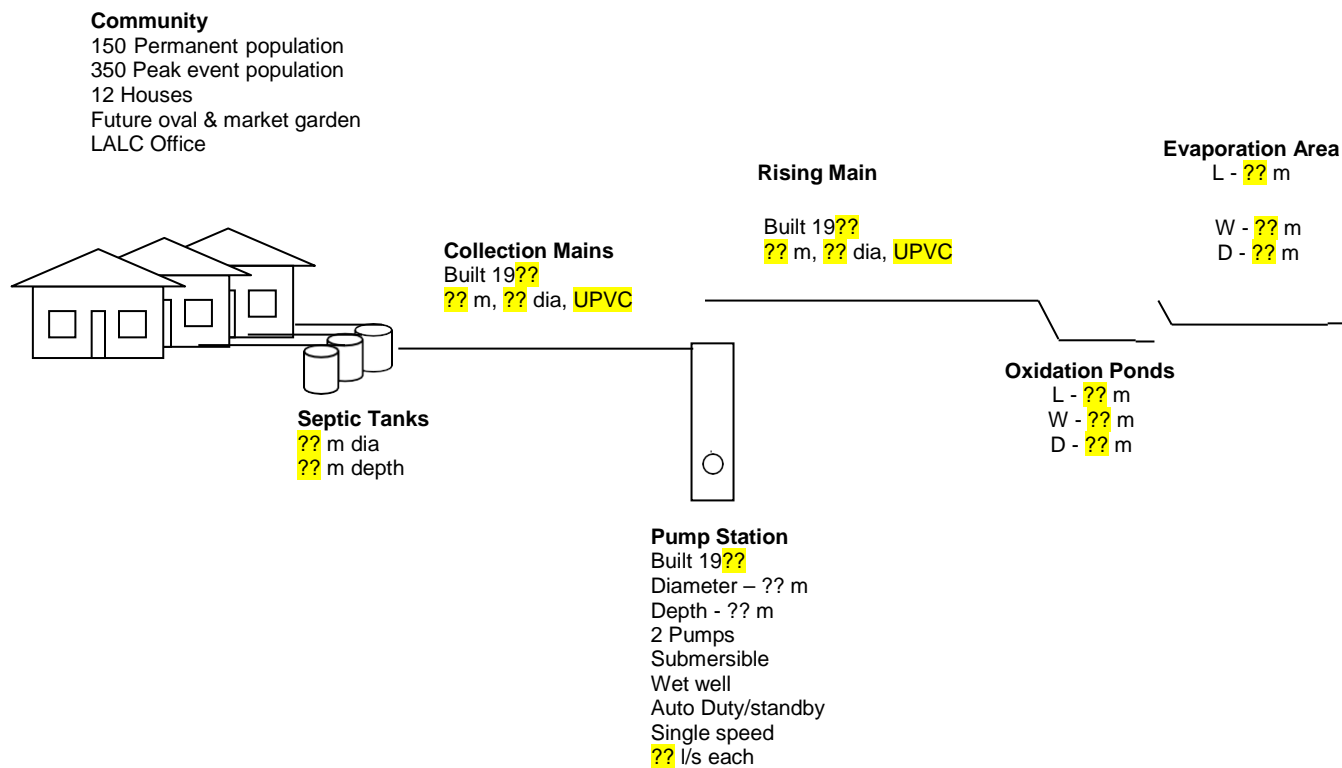 Community
150 Permanent population
350 Peak event population
12 Houses
Future oval & market garden
LALC Office
Septic Tanks
?? m dia
?? m depth
Collection Mains
Built 19??
?? m, ?? dia, UPVC
Pump Station
Built 19??
Diameter – ?? m
Depth - ?? m
2 Pumps
Submersible
Wet well
Auto Duty/standby
Single speed
?? l/s each
Rising Main
Built 19??
?? m, ?? dia, UPVC
Oxidation Ponds
L - ?? m
W - ?? m
D - ?? m
Evaporation Area
L - ?? m
W - ?? m
D - ?? m